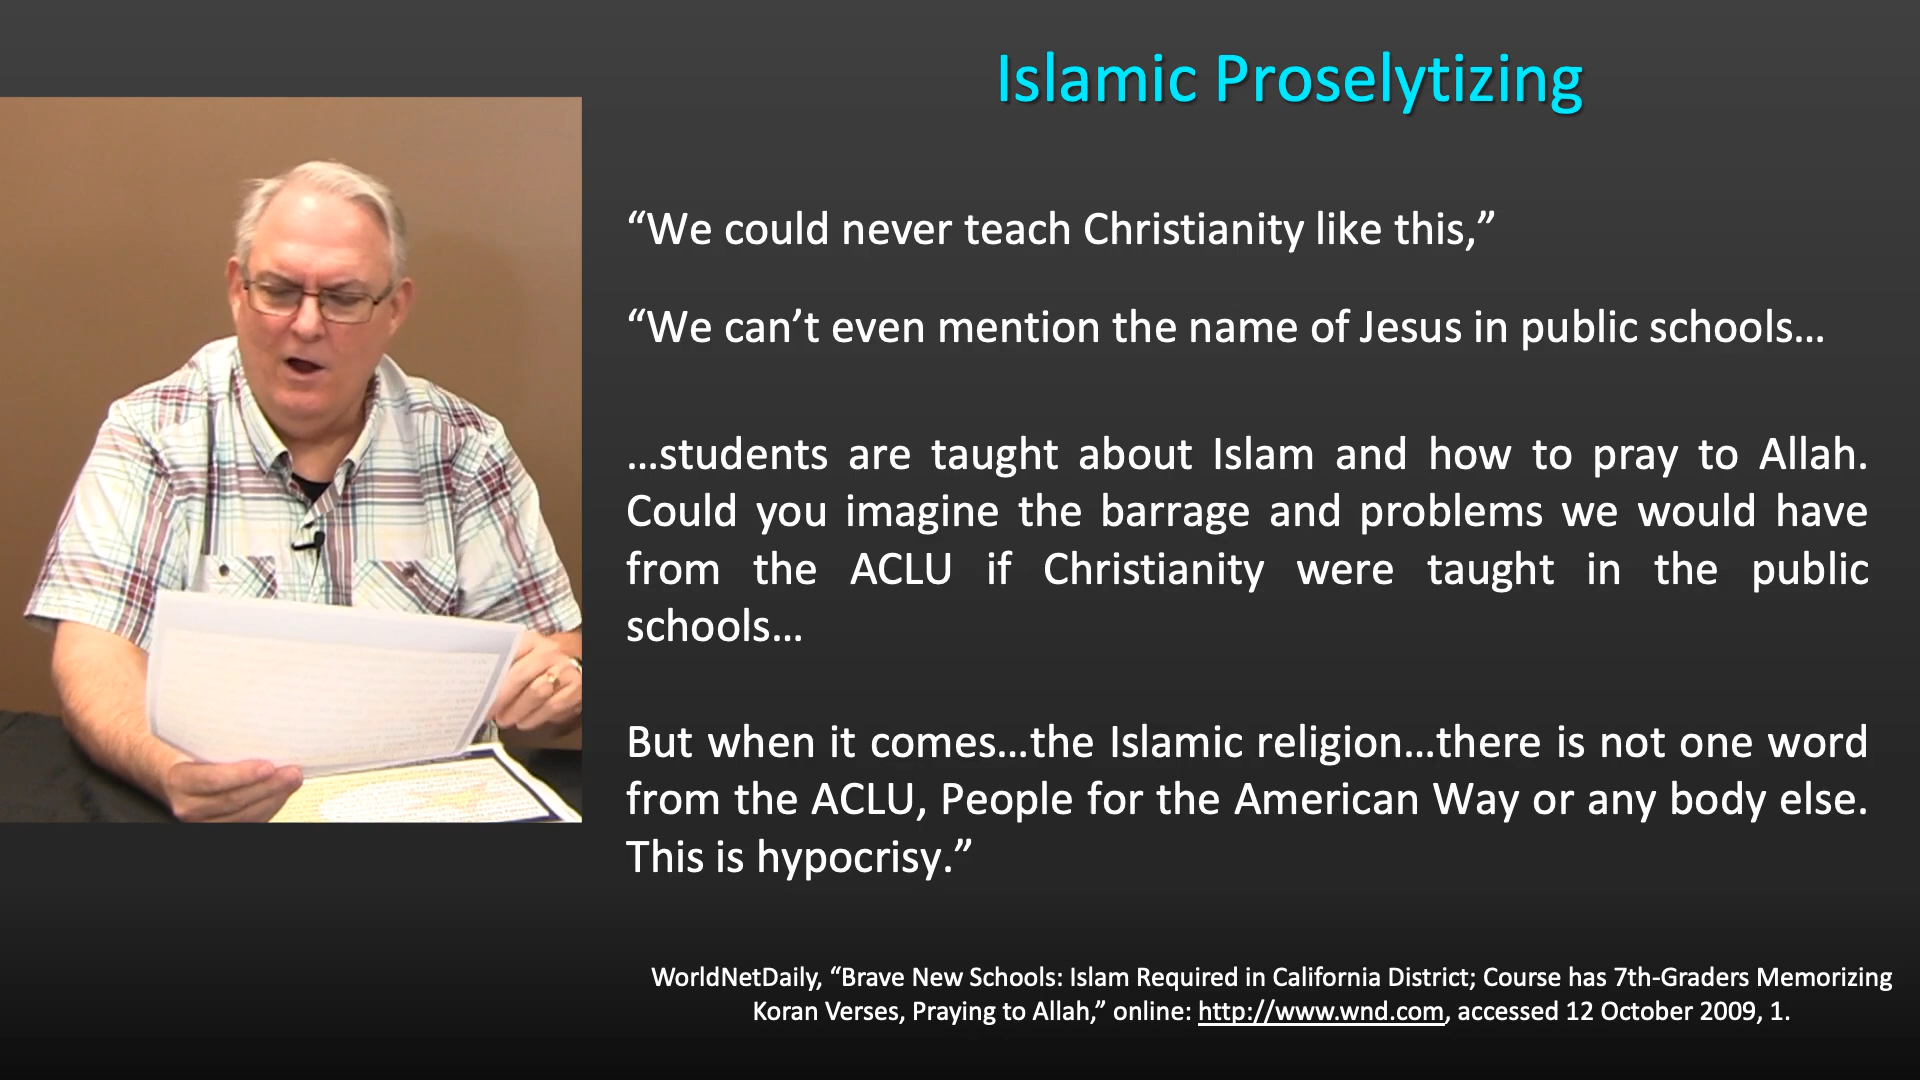 Islamic Proselytizing
“We could never teach Christianity like this,”
“We can’t even mention the name of Jesus in public schools…
…students are taught about Islam and how to pray to Allah.
Could you imagine the barrage and problems we would have
from the ACLU if Christianity were taught in the public
schools…
But when it comes…the Islamic religion…there is not one word
from the ACLU, People for the American Way or any body else.
This is hypocrisy.”
WorldNetDaily, “Brave New Schools: Islam Required in California District; Course has 7th-Graders Memorizing
Koran Verses, Praying to Allah,” online: http://www.wnd.com, accessed 12 October 2009, 1.